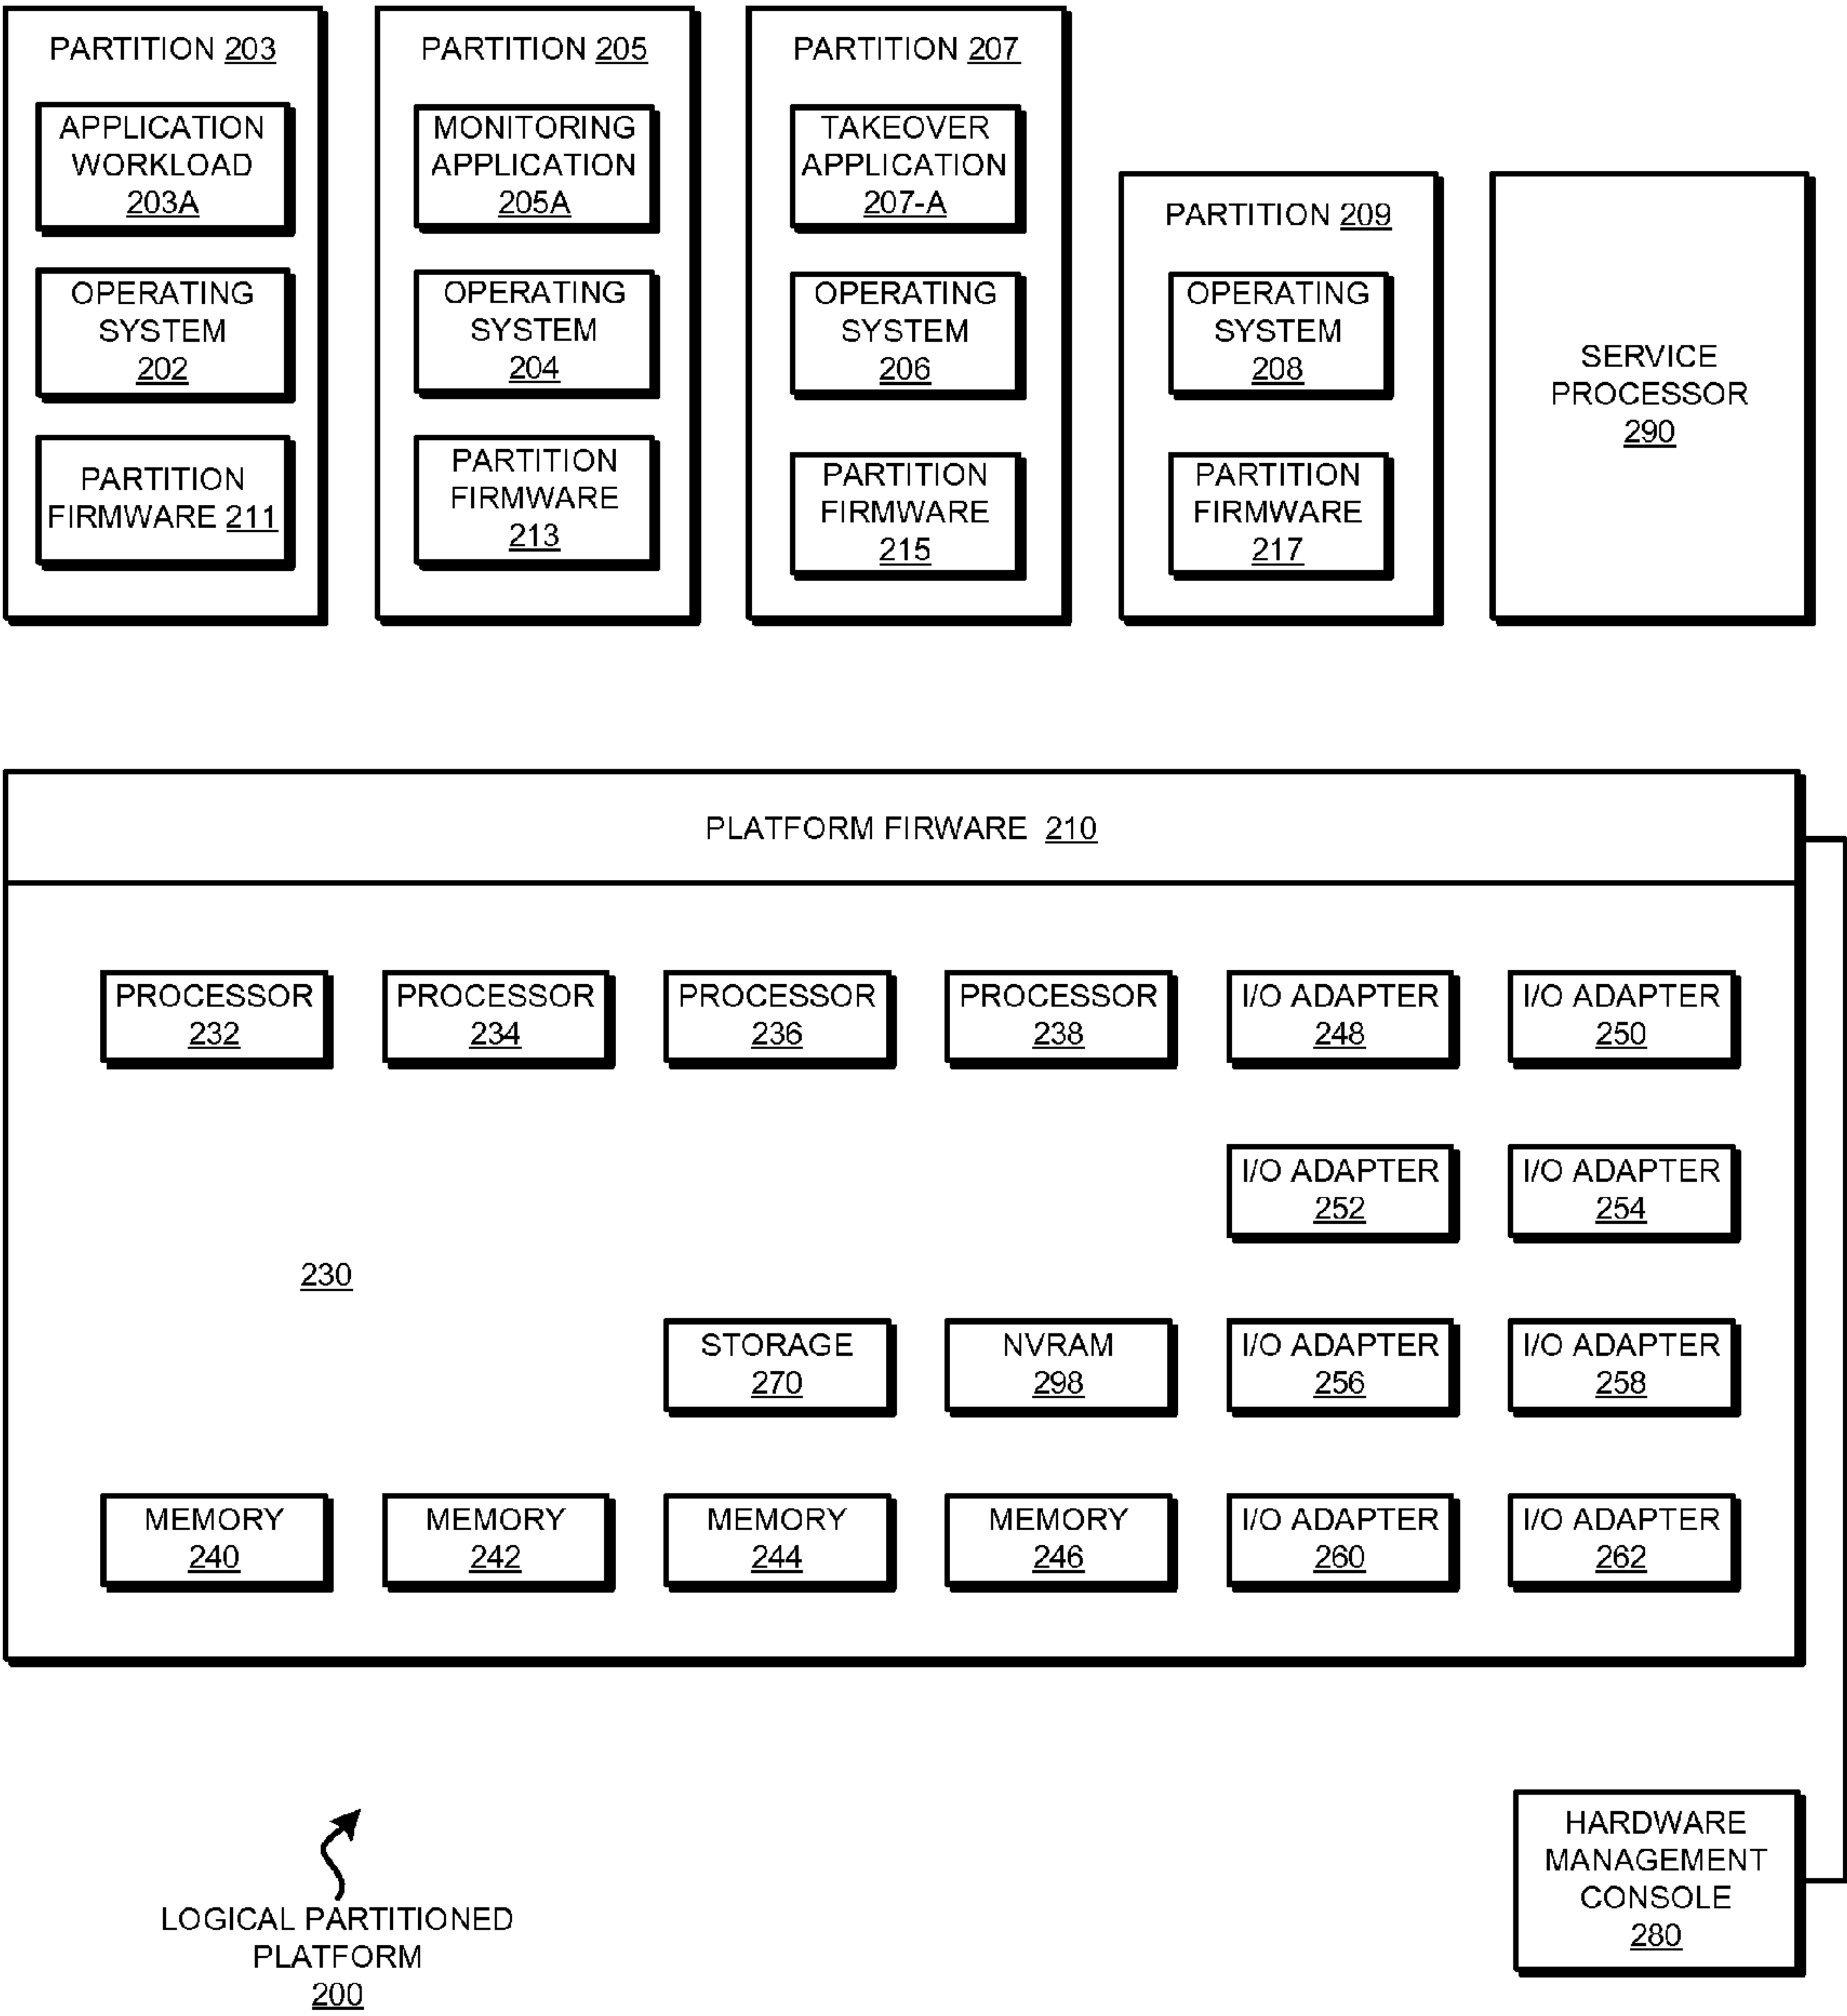 PARTITION 203
APPLICATION
WORKLOAD
203A
OPERATING
SYSTEM
202
PARTITION
FIRMWARE 211
PARTITION 205
MONITORING
APPLICATION
205A
OPERATING
SYSTEM
204
PARTITION
FIRMWARE
213
PARTITION 207
TAKEOVER
APPLICATION
207-A
OPERATING
SYSTEM
206
PARTITION
FIRMWARE
215
PARTITION 209
OPERATING
SYSTEM
208
PARTITION
FIRMWARE
217
SERVICE
PROCESSOR
290
PLATFORM FIRWARE 210
PROCESSOR
232
PROCESSOR
234
PROCESSOR
236
PROCESSOR
238
I/O ADAPTER
248
I/O ADAPTER
250
I/O ADAPTER
252
I/O ADAPTER
254
230
STORAGE
270
NVRAM
298
I/O ADAPTER
256
I/O ADAPTER
258
MEMORY
240
MEMORY
242
MEMORY
244
MEMORY
246
I/O ADAPTER
260
I/O ADAPTER
262
HARDWARE
MANAGEMENT
CONSOLE
280
LOGICAL PARTITIONED
PLATFORM
200